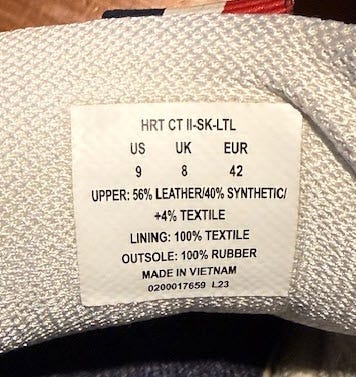 HRT CT II-SK-LTL
US UK EUR
9 8 42
UPPER: 56% LEATHER/40% SYNTHETIC/
+4% TEXTILE
LINING: 100% TEXTILE
OUTSOLE: 100% RUBBER
MADE IN VIETNAM
0200017659 L23